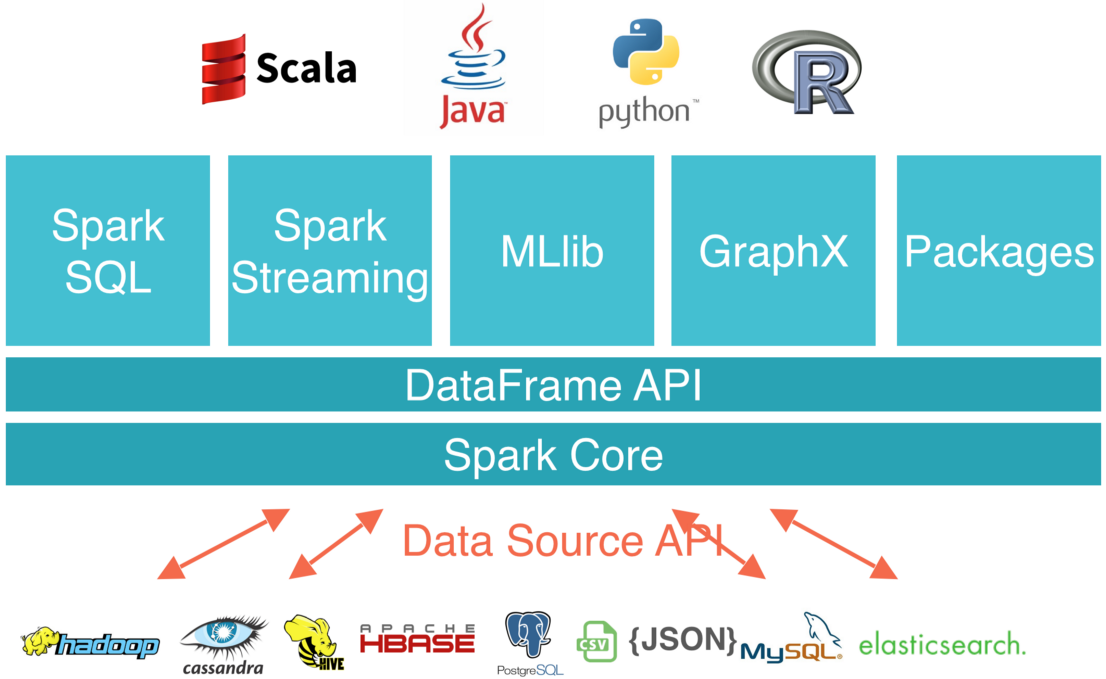 Scala
Java™
python™
R
Spark
SQL
Spark
Streaming
MLlib
GraphX
Packages
DataFrame API
Spark Core
Data Source API
hadoop
cassandra
HIVE
APACHE
HBASE
PostgreSQL
CSV
{JSON}
MySQL®
elasticsearch.